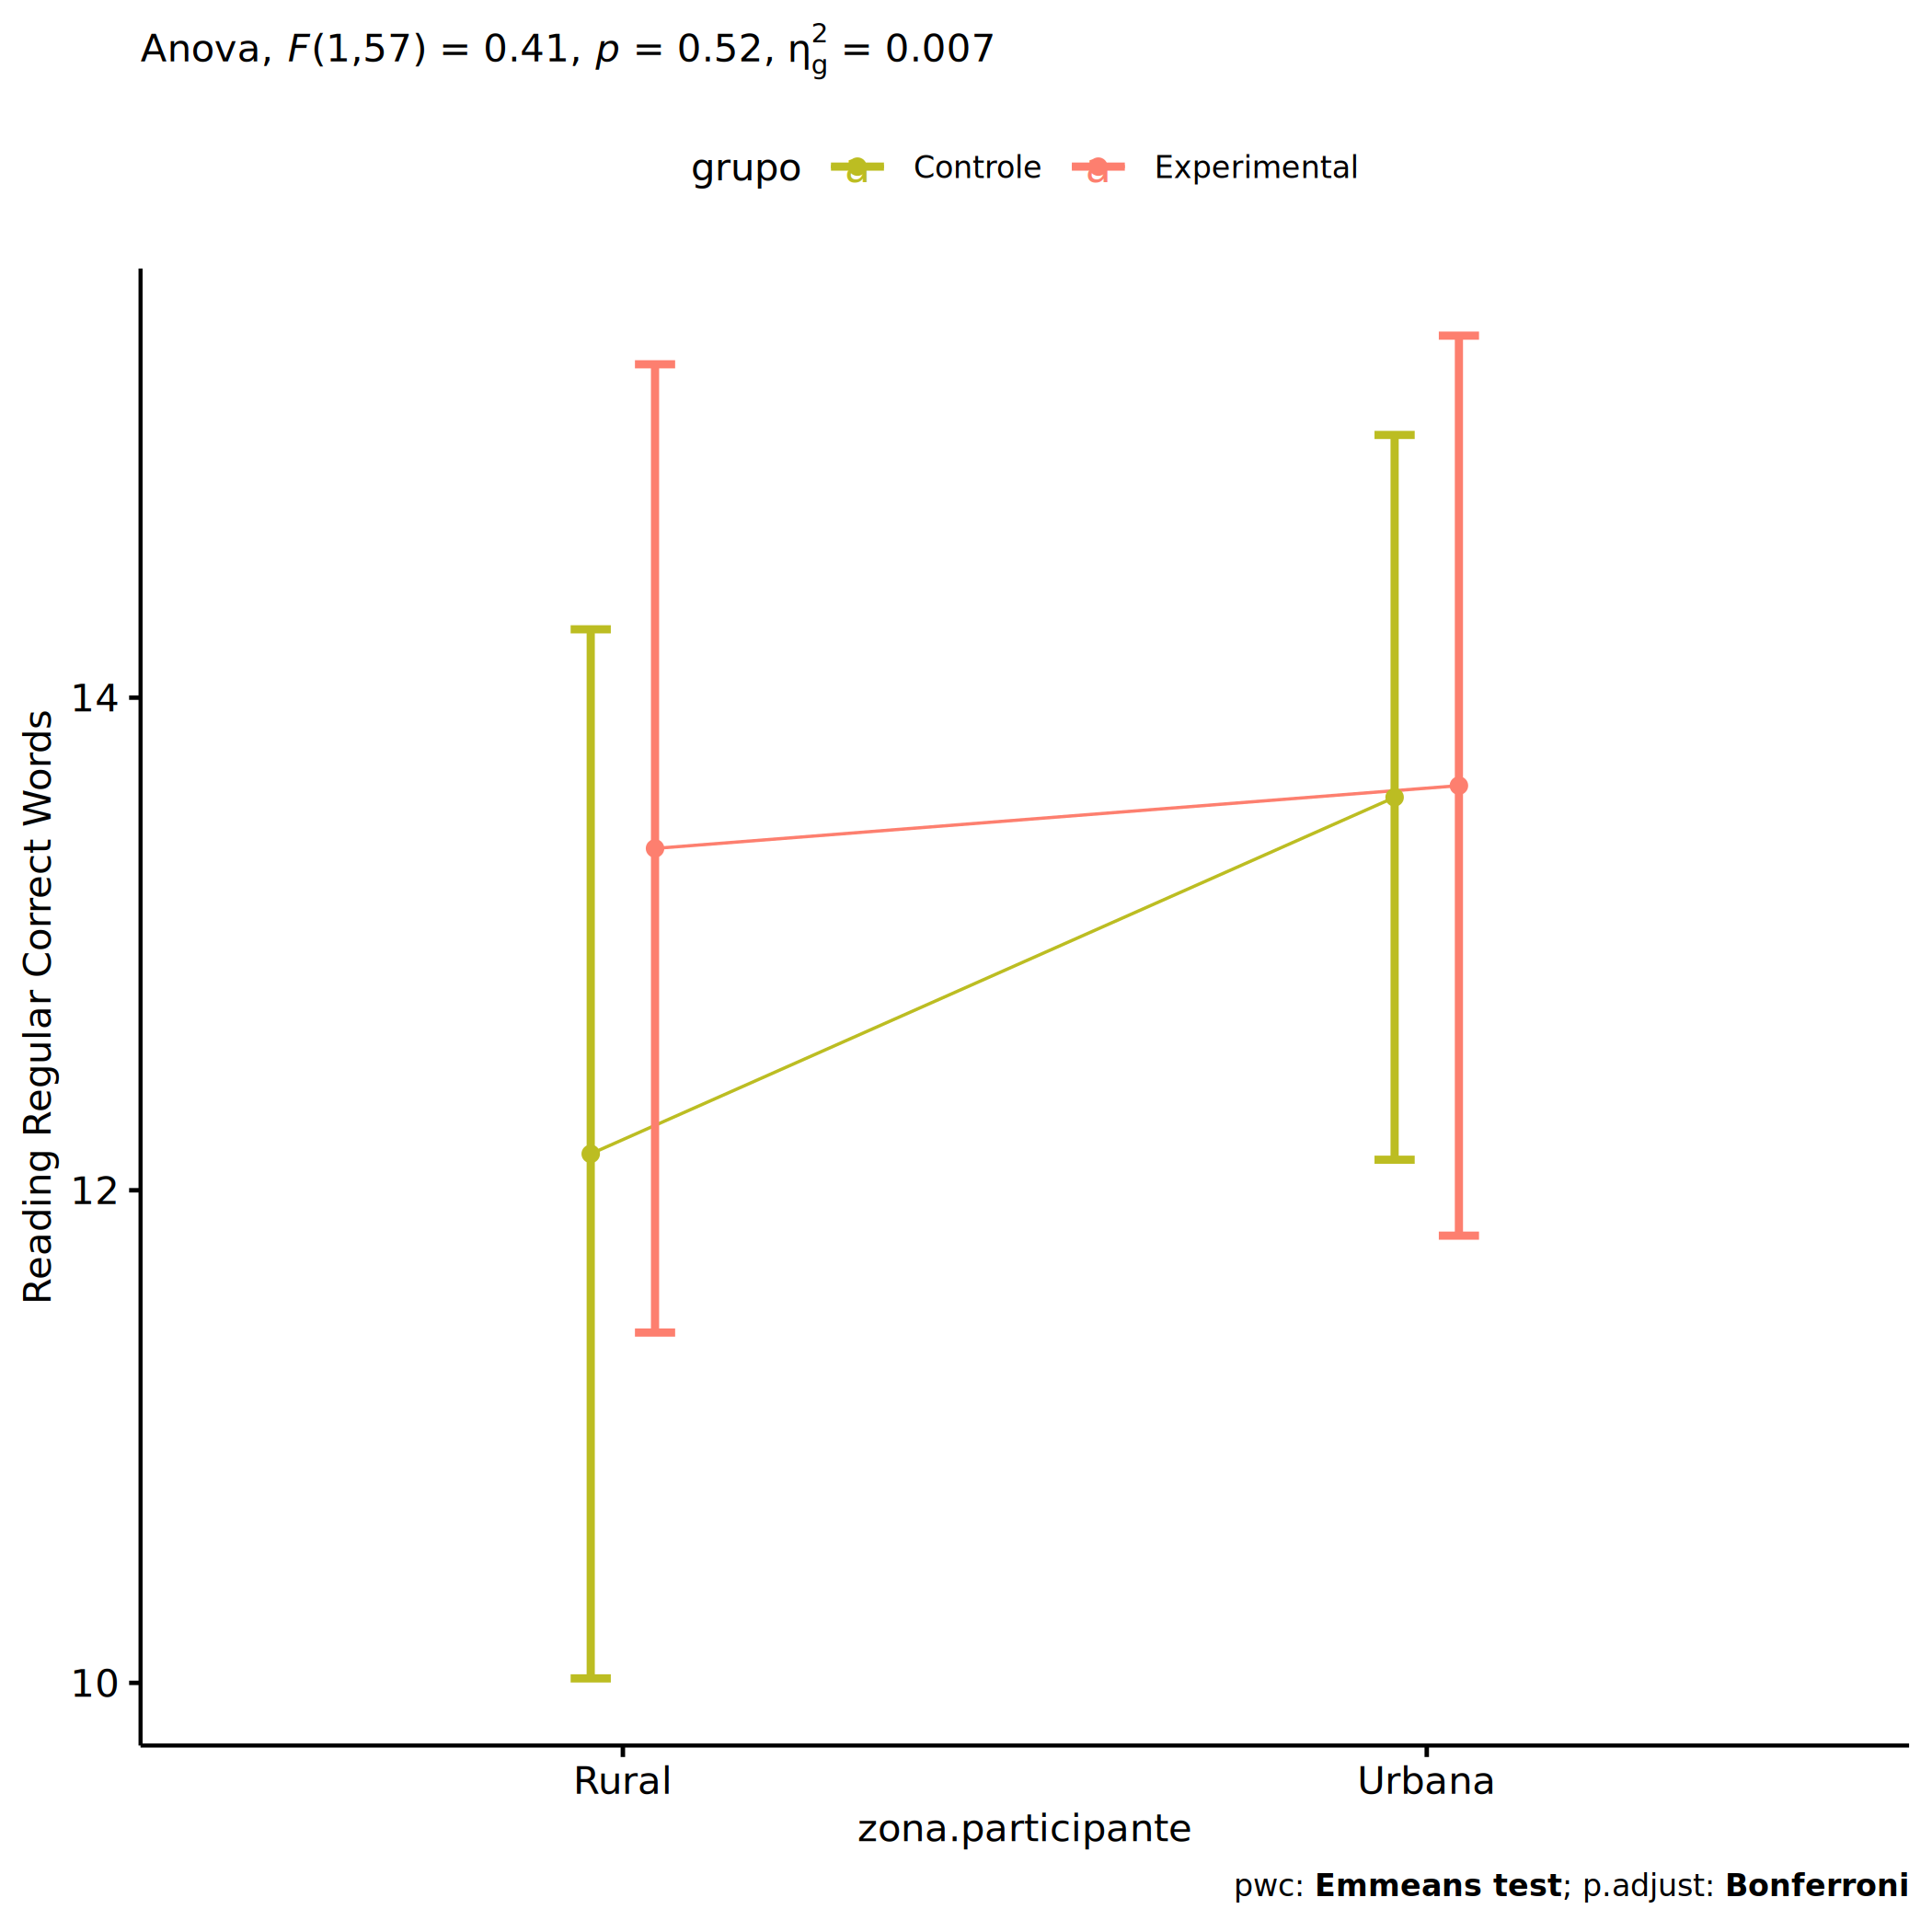 Anova, F(1,57) = 0.41, p = 0.52, η²g = 0.007
grupo a Controle a Experimental
Reading Regular Correct Words
14
12
10
Rural Urbana
zona.participante
pwc: Emmeans test; p.adjust: Bonferroni